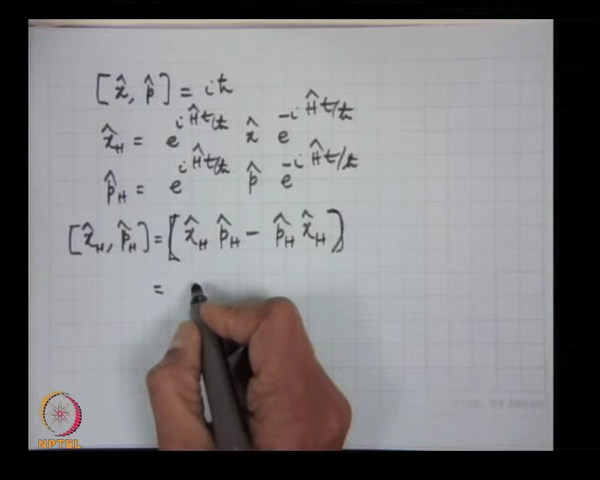 [x̂, p̂] = iħ
x̂_H = e^{iĤt/ħ} x̂ e^{-iĤt/ħ}
p̂_H = e^{iĤt/ħ} p̂ e^{-iĤt/ħ}
[x̂_H, p̂_H] = [x̂_H p̂_H - p̂_H x̂_H]
=
NPTEL